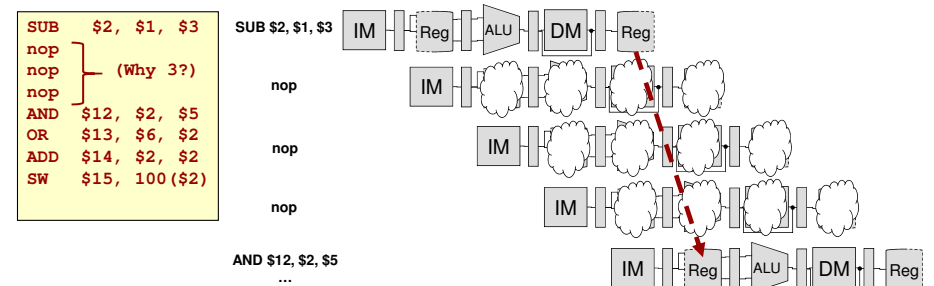 SUB $2, $1, $3
nop
nop (Why 3?)
nop
AND $12, $2, $5
OR $13, $6, $2
ADD $14, $2, $2
SW $15, 100($2)
SUB $2, $1, $3 IM Reg ALU DM Reg
nop IM
nop IM
nop IM
AND $12, $2, $5 IM Reg ALU DM Reg
...